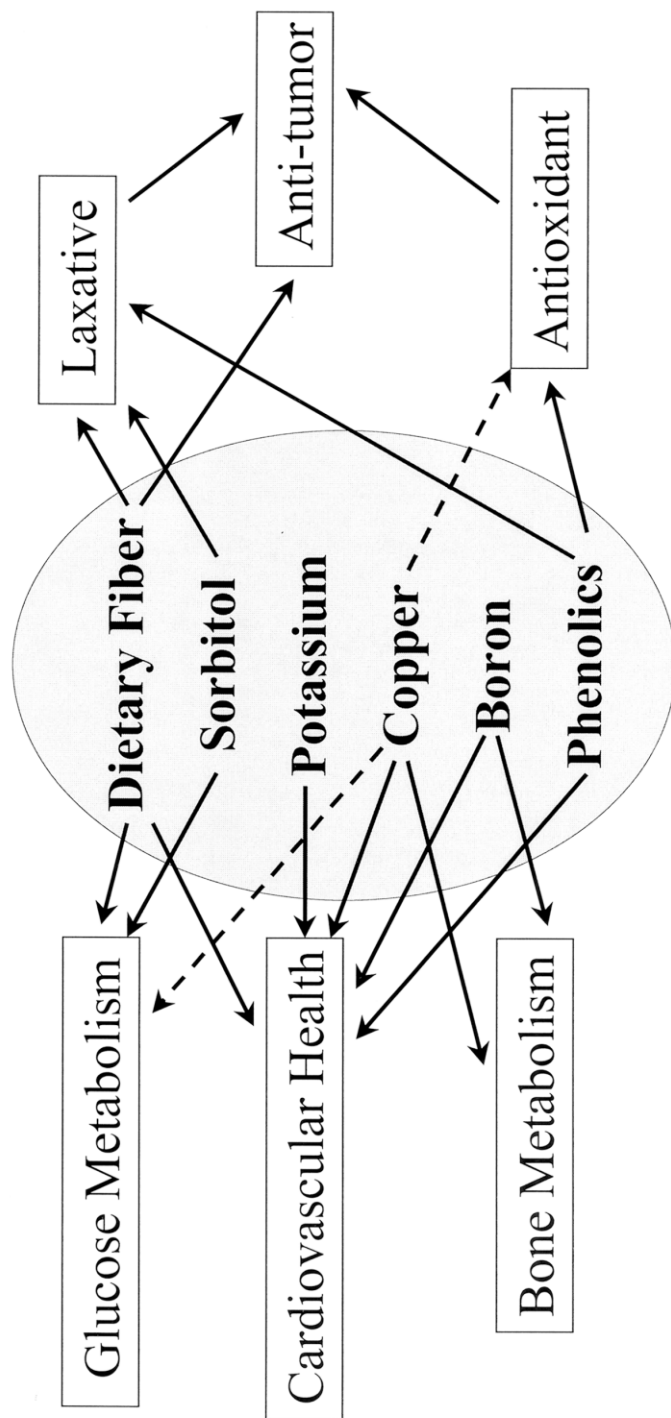 Glucose Metabolism
Cardiovascular Health
Bone Metabolism
Dietary Fiber
Sorbitol
Potassium
Copper
Boron
Phenolics
Laxative
Anti-tumor
Antioxidant